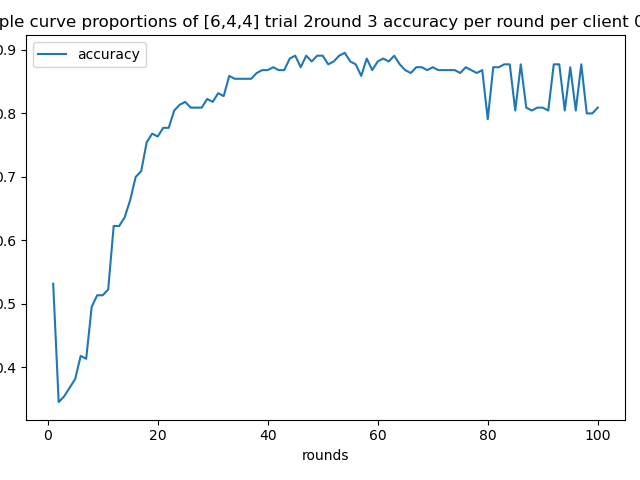 ple curve proportions of [6,4,4] trial 2round 3 accuracy per round per client 0
accuracy
0.9
0.8
0.7
0.6
0.5
0.4
0 20 40 60 80 100
rounds